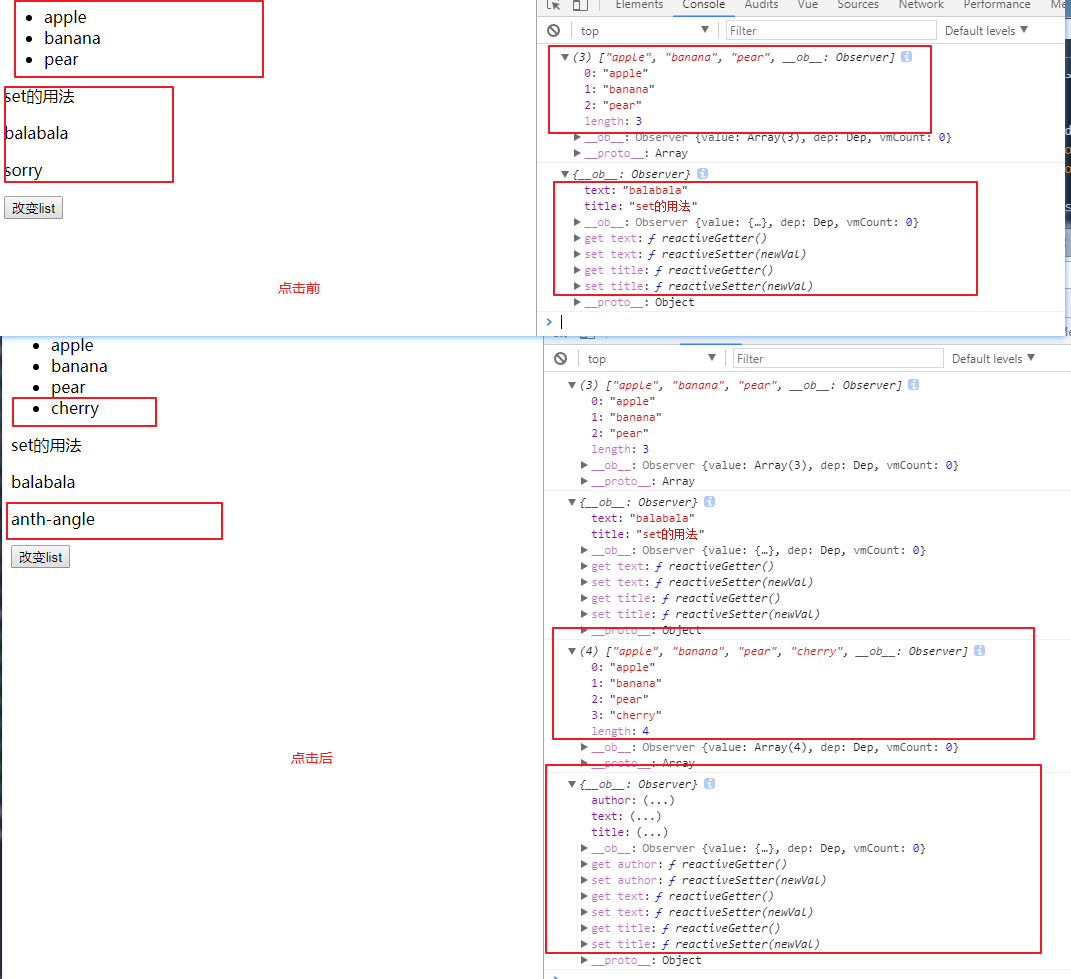 apple
banana
pear
set的用法
balabala
sorry
改变list
点击前
Elements Console Audits Vue Sources Network Performance
top ▼ Filter Default levels ▼
▼(3) ["apple", "banana", "pear", __ob__: Observer]
0: "apple"
1: "banana"
2: "pear"
length: 3
▶__ob__: Observer {value: Array(3), dep: Dep, vmCount: 0}
▶__proto__: Array
▼{__ob__: Observer}
text: "balabala"
title: "set的用法"
▶__ob__: Observer {value: {…}, dep: Dep, vmCount: 0}
▶get text: ƒ reactiveGetter()
▶set text: ƒ reactiveSetter(newVal)
▶get title: ƒ reactiveGetter()
▶set title: ƒ reactiveSetter(newVal)
▶__proto__: Object
>
apple
banana
pear
cherry
set的用法
balabala
anth-angle
改变list
点击后
top ▼ Filter Default levels ▼
▼(3) ["apple", "banana", "pear", __ob__: Observer]
0: "apple"
1: "banana"
2: "pear"
length: 3
▶__ob__: Observer {value: Array(3), dep: Dep, vmCount: 0}
▶__proto__: Array
▼{__ob__: Observer}
text: "balabala"
title: "set的用法"
▶__ob__: Observer {value: {…}, dep: Dep, vmCount: 0}
▶get text: ƒ reactiveGetter()
▶set text: ƒ reactiveSetter(newVal)
▶get title: ƒ reactiveGetter()
▶set title: ƒ reactiveSetter(newVal)
▶__proto__: Object
▼(4) ["apple", "banana", "pear", "cherry", __ob__: Observer]
0: "apple"
1: "banana"
2: "pear"
3: "cherry"
length: 4
▶__ob__: Observer {value: Array(4), dep: Dep, vmCount: 0}
▶__proto__: Array
▼{__ob__: Observer}
author: (...)
text: (...)
title: (...)
▶__ob__: Observer {value: {…}, dep: Dep, vmCount: 0}
▶get author: ƒ reactiveGetter()
▶set author: ƒ reactiveSetter(newVal)
▶get text: ƒ reactiveGetter()
▶set text: ƒ reactiveSetter(newVal)
▶get title: ƒ reactiveGetter()
▶set title: ƒ reactiveSetter(newVal)
▶__proto__: Object